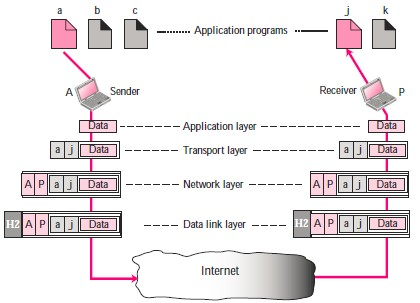 a b c Application programs j k
A Sender Receiver P
Data Application layer Data
a j Data Transport layer a j Data
A P a j Data Network layer A P a j Data
H2 A P a j Data Data link layer H2 A P a j Data
Internet